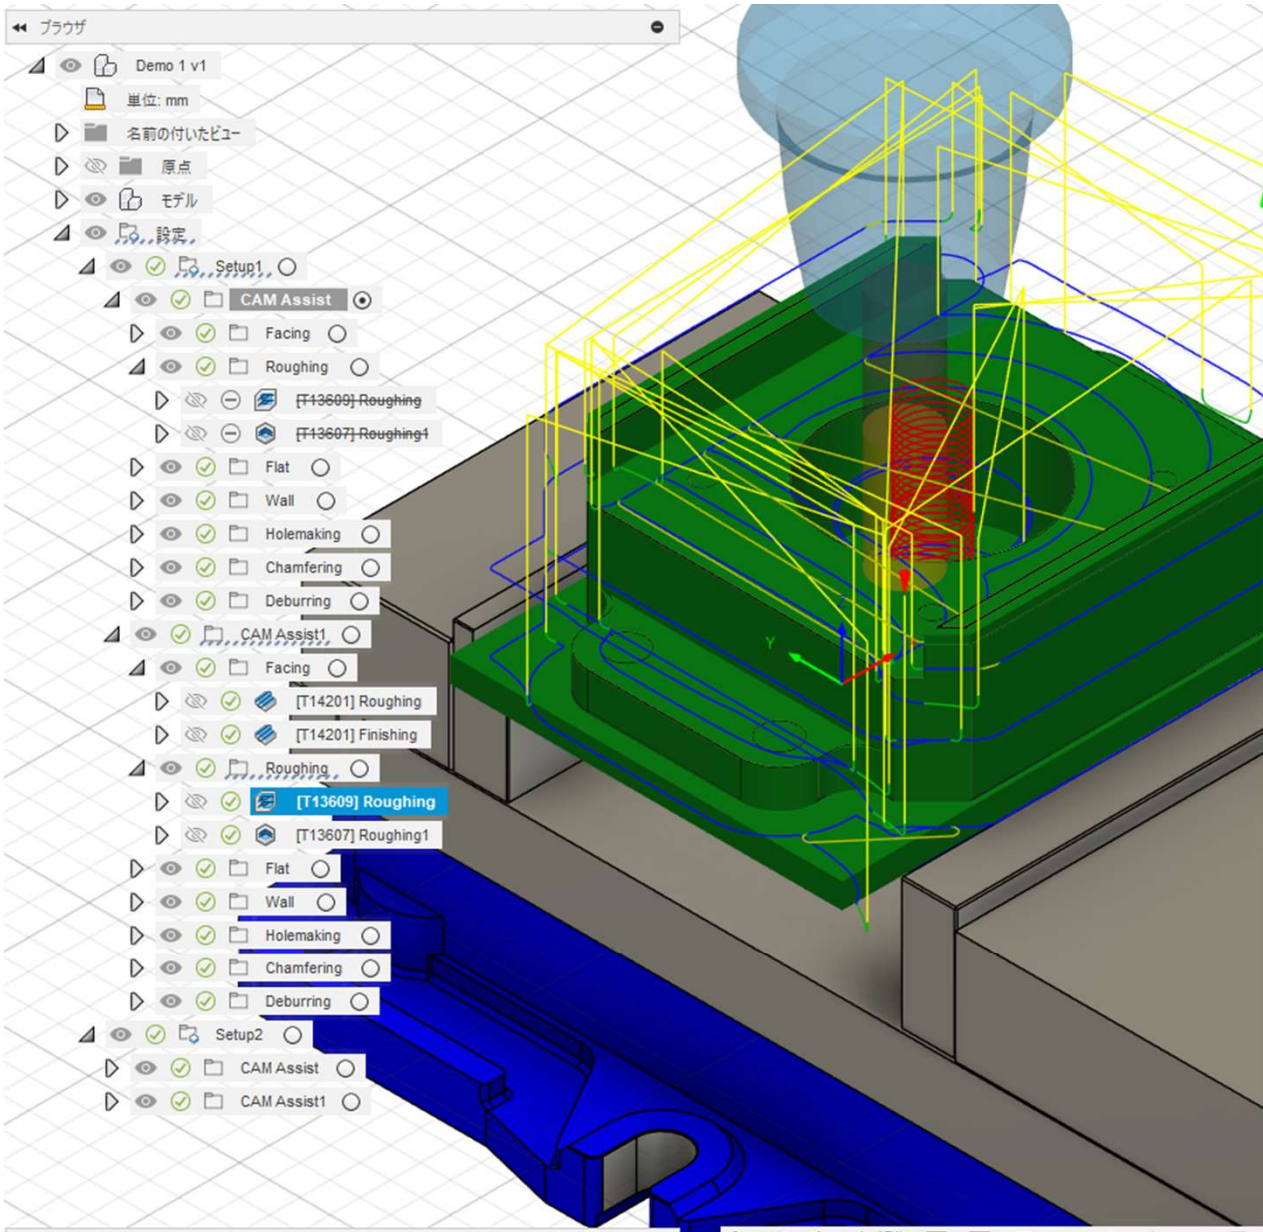 ブラウザ
Demo 1 v1
単位: mm
名前の付いたビュー
原点
モデル
設定
Setup1
CAM Assist
Facing
Roughing
[T13609] Roughing
[T13607] Roughing1
Flat
Wall
Holemaking
Chamfering
Deburring
CAM Assist1
Facing
[T14201] Roughing
[T14201] Finishing
Roughing
[T13609] Roughing
[T13607] Roughing1
Flat
Wall
Holemaking
Chamfering
Deburring
Setup2
CAM Assist
CAM Assist1
Y